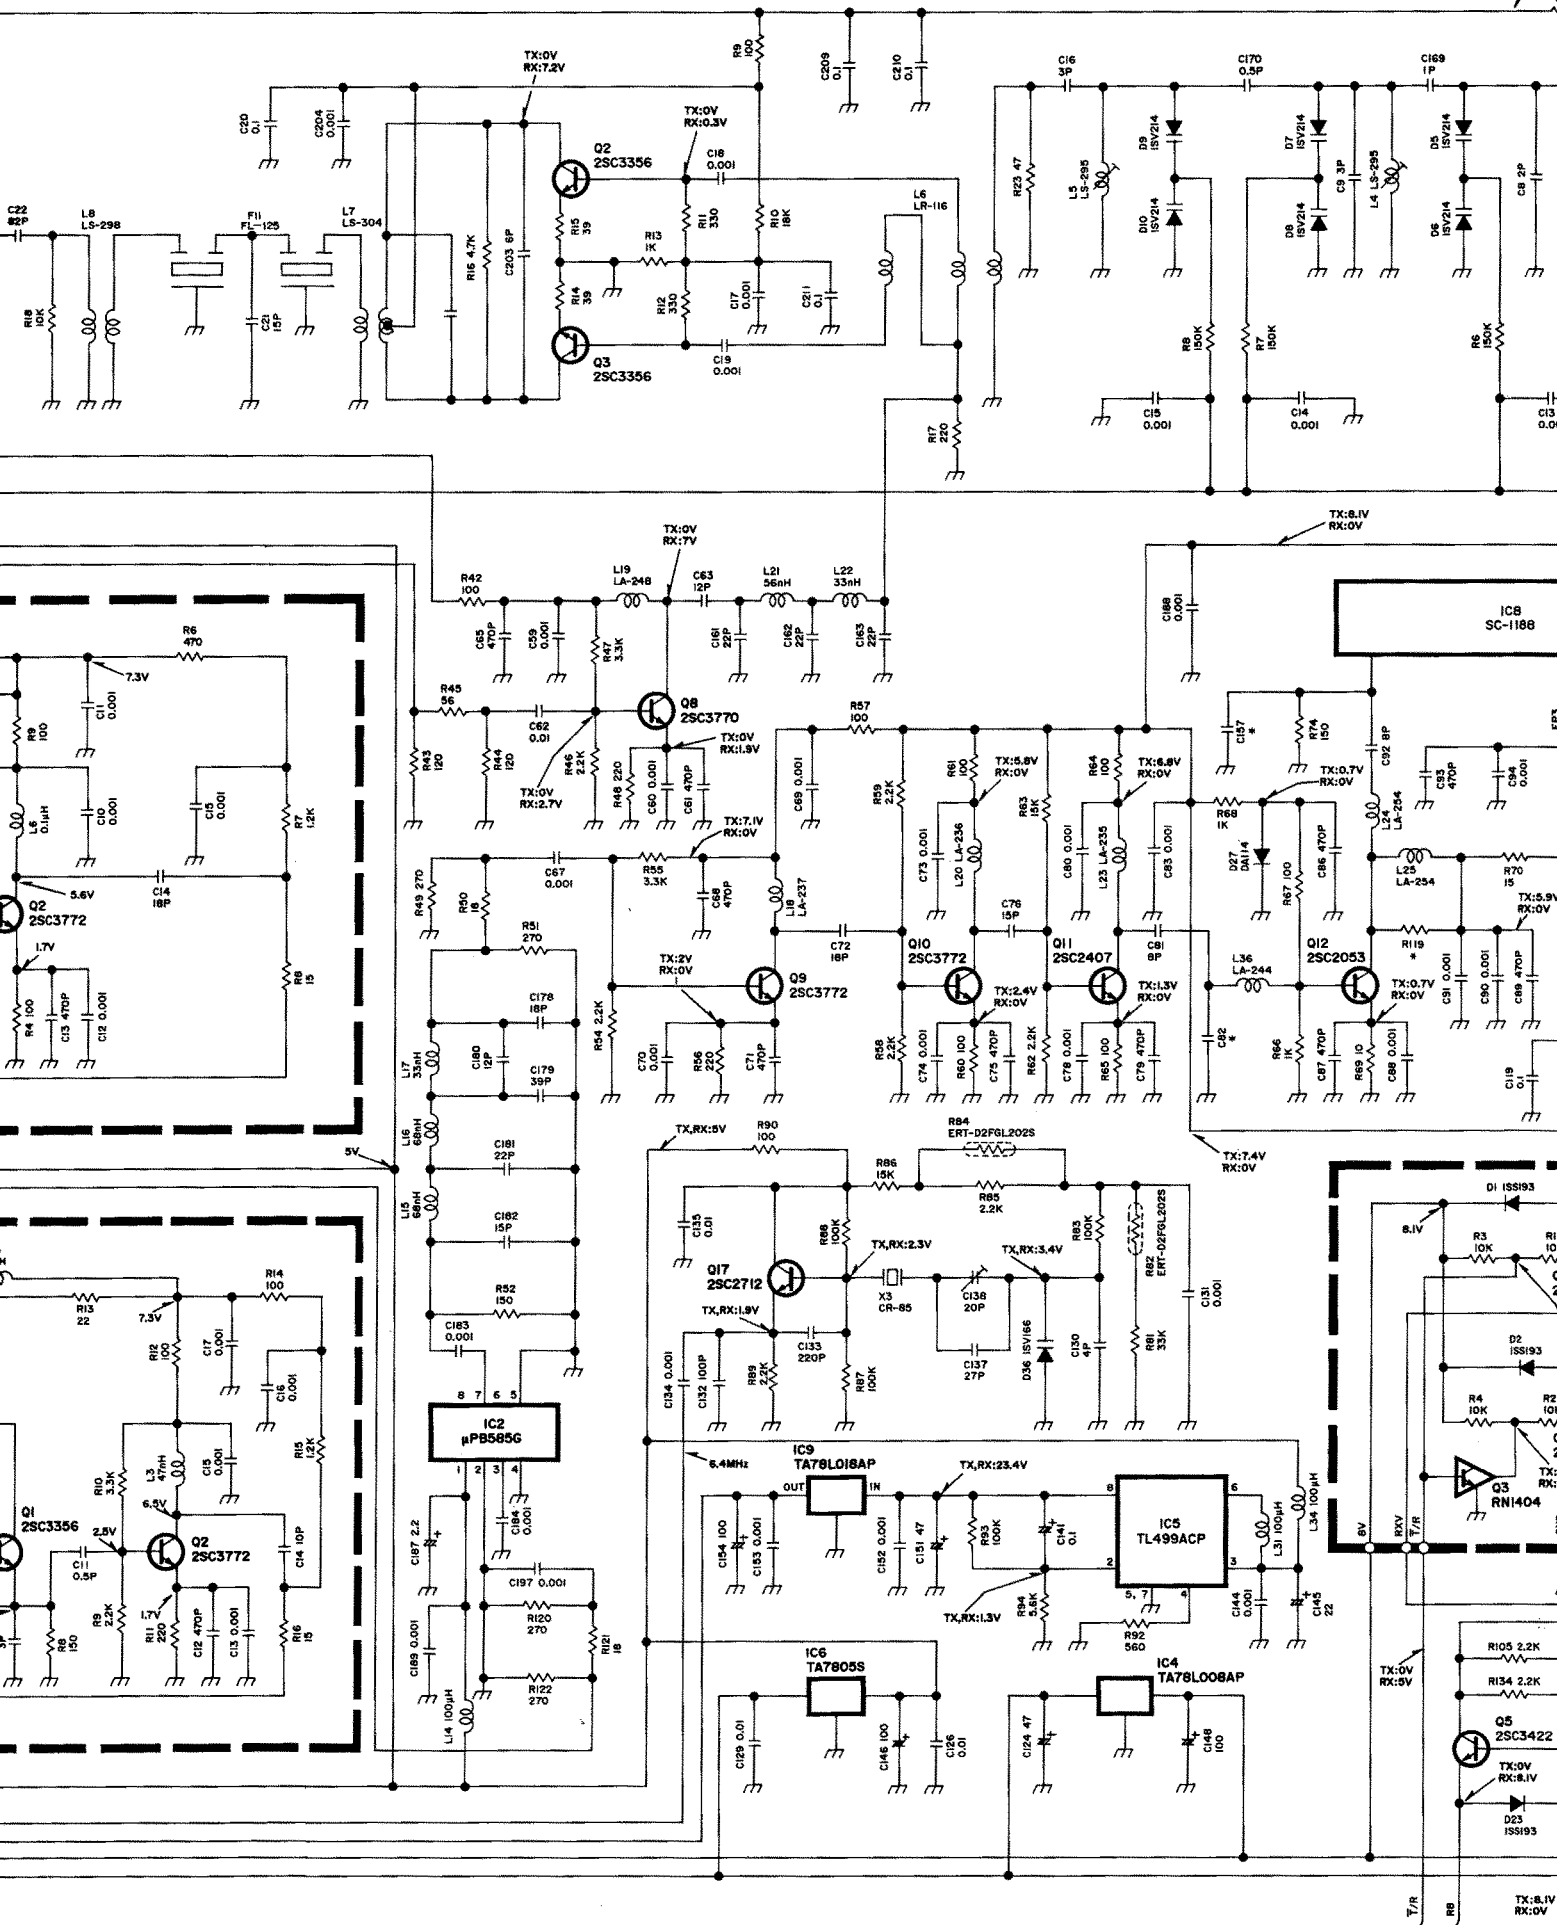 TX:0V
RX:7.2V
R9
100
C209
0.1
C210
0.1
C16
3P
C170
0.5P
C169
1P
C20
0.1
C204
0.001
TX:0V
RX:0.3V
Q2
2SC3356
C18
0.001
D9
1SV214
D7
1SV214
D5
1SV214
R23 47
L5
LS-295
C9 3P
L4 LS-295
C8 2P
C22
82P
L8
LS-298
F11
FL-125
L7
LS-304
L6
LR-116
R15
39
R11
330
R10
18K
D10
1SV214
D8
1SV214
D6
1SV214
R13
1K
R16 4.7K
C203 6P
R14
39
R12
330
C17
0.001
C211
0.1
R18
10K
C21
15P
Q3
2SC3356
C19
0.001
R8
150K
R7
150K
R6
150K
R17
220
C15
0.001
C14
0.001
C13
TX:0V
RX:7V
TX:8.1V
RX:0V
R42
100
L19
LA-248
C63
12P
L21
56nH
L22
33nH
C188
0.001
IC8
SC-1188
R6
470
C65
470P
C59
0.001
R47
3.3K
C161
22P
C162
22P
C163
22P
7.3V
C11
0.001
R9
100
R45
56
Q8
2SC3770
R57
100
C157
*
R74
150
C92 8P
C62
0.01
TX:0V
RX:1.9V
R43
120
R44
120
R46
2.2K
R48 220
C60 0.001
C61 470P
C69 0.001
R59
2.2K
R61
100
TX:5.8V
RX:0V
R63
15K
R64
100
TX:6.8V
RX:0V
TX:0.7V
RX:0V
C93
470P
C94
0.001
TX:0V
RX:2.7V
L6
0.1μH
C10
0.001
C15
0.001
R7
1.2K
TX:7.1V
RX:0V
R68
1K
L24
LA-254
5.6V
C14
18P
R49 270
R50
18
C67
0.001
R55
3.3K
C68
470P
L18
LA-237
C73 0.001
L20 LA-236
C80 0.001
L23 LA-235
C83 0.001
D27
DA114
R67 100
C86 470P
L25
LA-254
R70
15
Q2
2SC3772
C76
15P
TX:5.9V
RX:0V
1.7V
R51
270
C72
18P
Q10
2SC3772
Q11
2SC2407
C81
8P
Q12
2SC2053
R119
*
TX:2V
RX:0V
L36
LA-244
R8
15
C178
18P
Q9
2SC3772
TX:2.4V
RX:0V
TX:1.3V
RX:0V
TX:0.7V
RX:0V
C91 0.001
C90 0.001
C89 470P
R4 100
C13 470P
C12 0.001
L17
33nH
C180
12P
C179
39P
R54 2.2K
C70
0.001
R56
220
C71
470P
R58
2.2K
C74 0.001
R60 100
C75 470P
R62 2.2K
C78 0.001
R65 100
C79 470P
C82
*
R66
1K
C87 470P
R69 10
C88 0.001
C119
0.1
L16
68nH
TX,RX:5V
R90
100
R84
ERT-D2FGL202S
5V
C181
22P
TX:7.4V
RX:0V
R86
15K
R85
2.2K
D1 1SS193
L15
68nH
C182
15P
C135
0.01
R88
100K
R83
100K
R82
ERT-D2FGL202S
8.1V
R3
10K
TX,RX:2.3V
TX,RX:3.4V
R14
100
Q17
2SC2712
X3
CR-85
C138
20P
C131
0.001
R13
22
7.3V
R52
150
C183
0.001
TX,RX:1.9V
C133
220P
C137
27P
D36 1SV166
C130
4P
R81
33K
D2
1SS193
R12
100
C17
0.001
C16
0.001
C134 0.001
C132 100P
R89
2.2K
R87
100K
R4
10K
8 7 6 5
IC2
μPB585G
1 2 3 4
R10
3.3K
L3
47nH
C15
0.001
R15
1.2K
6.4MHz
IC9
TA78L018AP
OUT
IN
TX,RX:23.4V
8
6
IC5
TL499ACP
2
3
5, 7
4
L31 100μH
L34 100μH
Q3
RN1404
6.5V
Q1
2SC3356
2.5V
Q2
2SC3772
C14 10P
C187 2.2
C184
0.001
C154 100
C153 0.001
C152 0.001
C151 47
R93
100K
C141
0.1
8V
RXV
T/R
C11
0.5P
C197 0.001
TX,RX:1.3V
R94
5.6K
R92
560
C144
0.001
C145
22
1.7V
R8
150
R9
2.2K
R11
220
C12 470P
C13 0.001
R16
15
C189 0.001
R120
270
R121
18
R122
270
IC6
TA7805S
IC4
TA78L008AP
TX:0V
RX:5V
R105 2.2K
R134 2.2K
L14 100μH
C129 0.01
C146 100
C126
0.01
C124 47
C148
100
Q5
2SC3422
TX:0V
RX:8.1V
D23
1SS193
T/R
R8
TX:8.1V
RX:0V